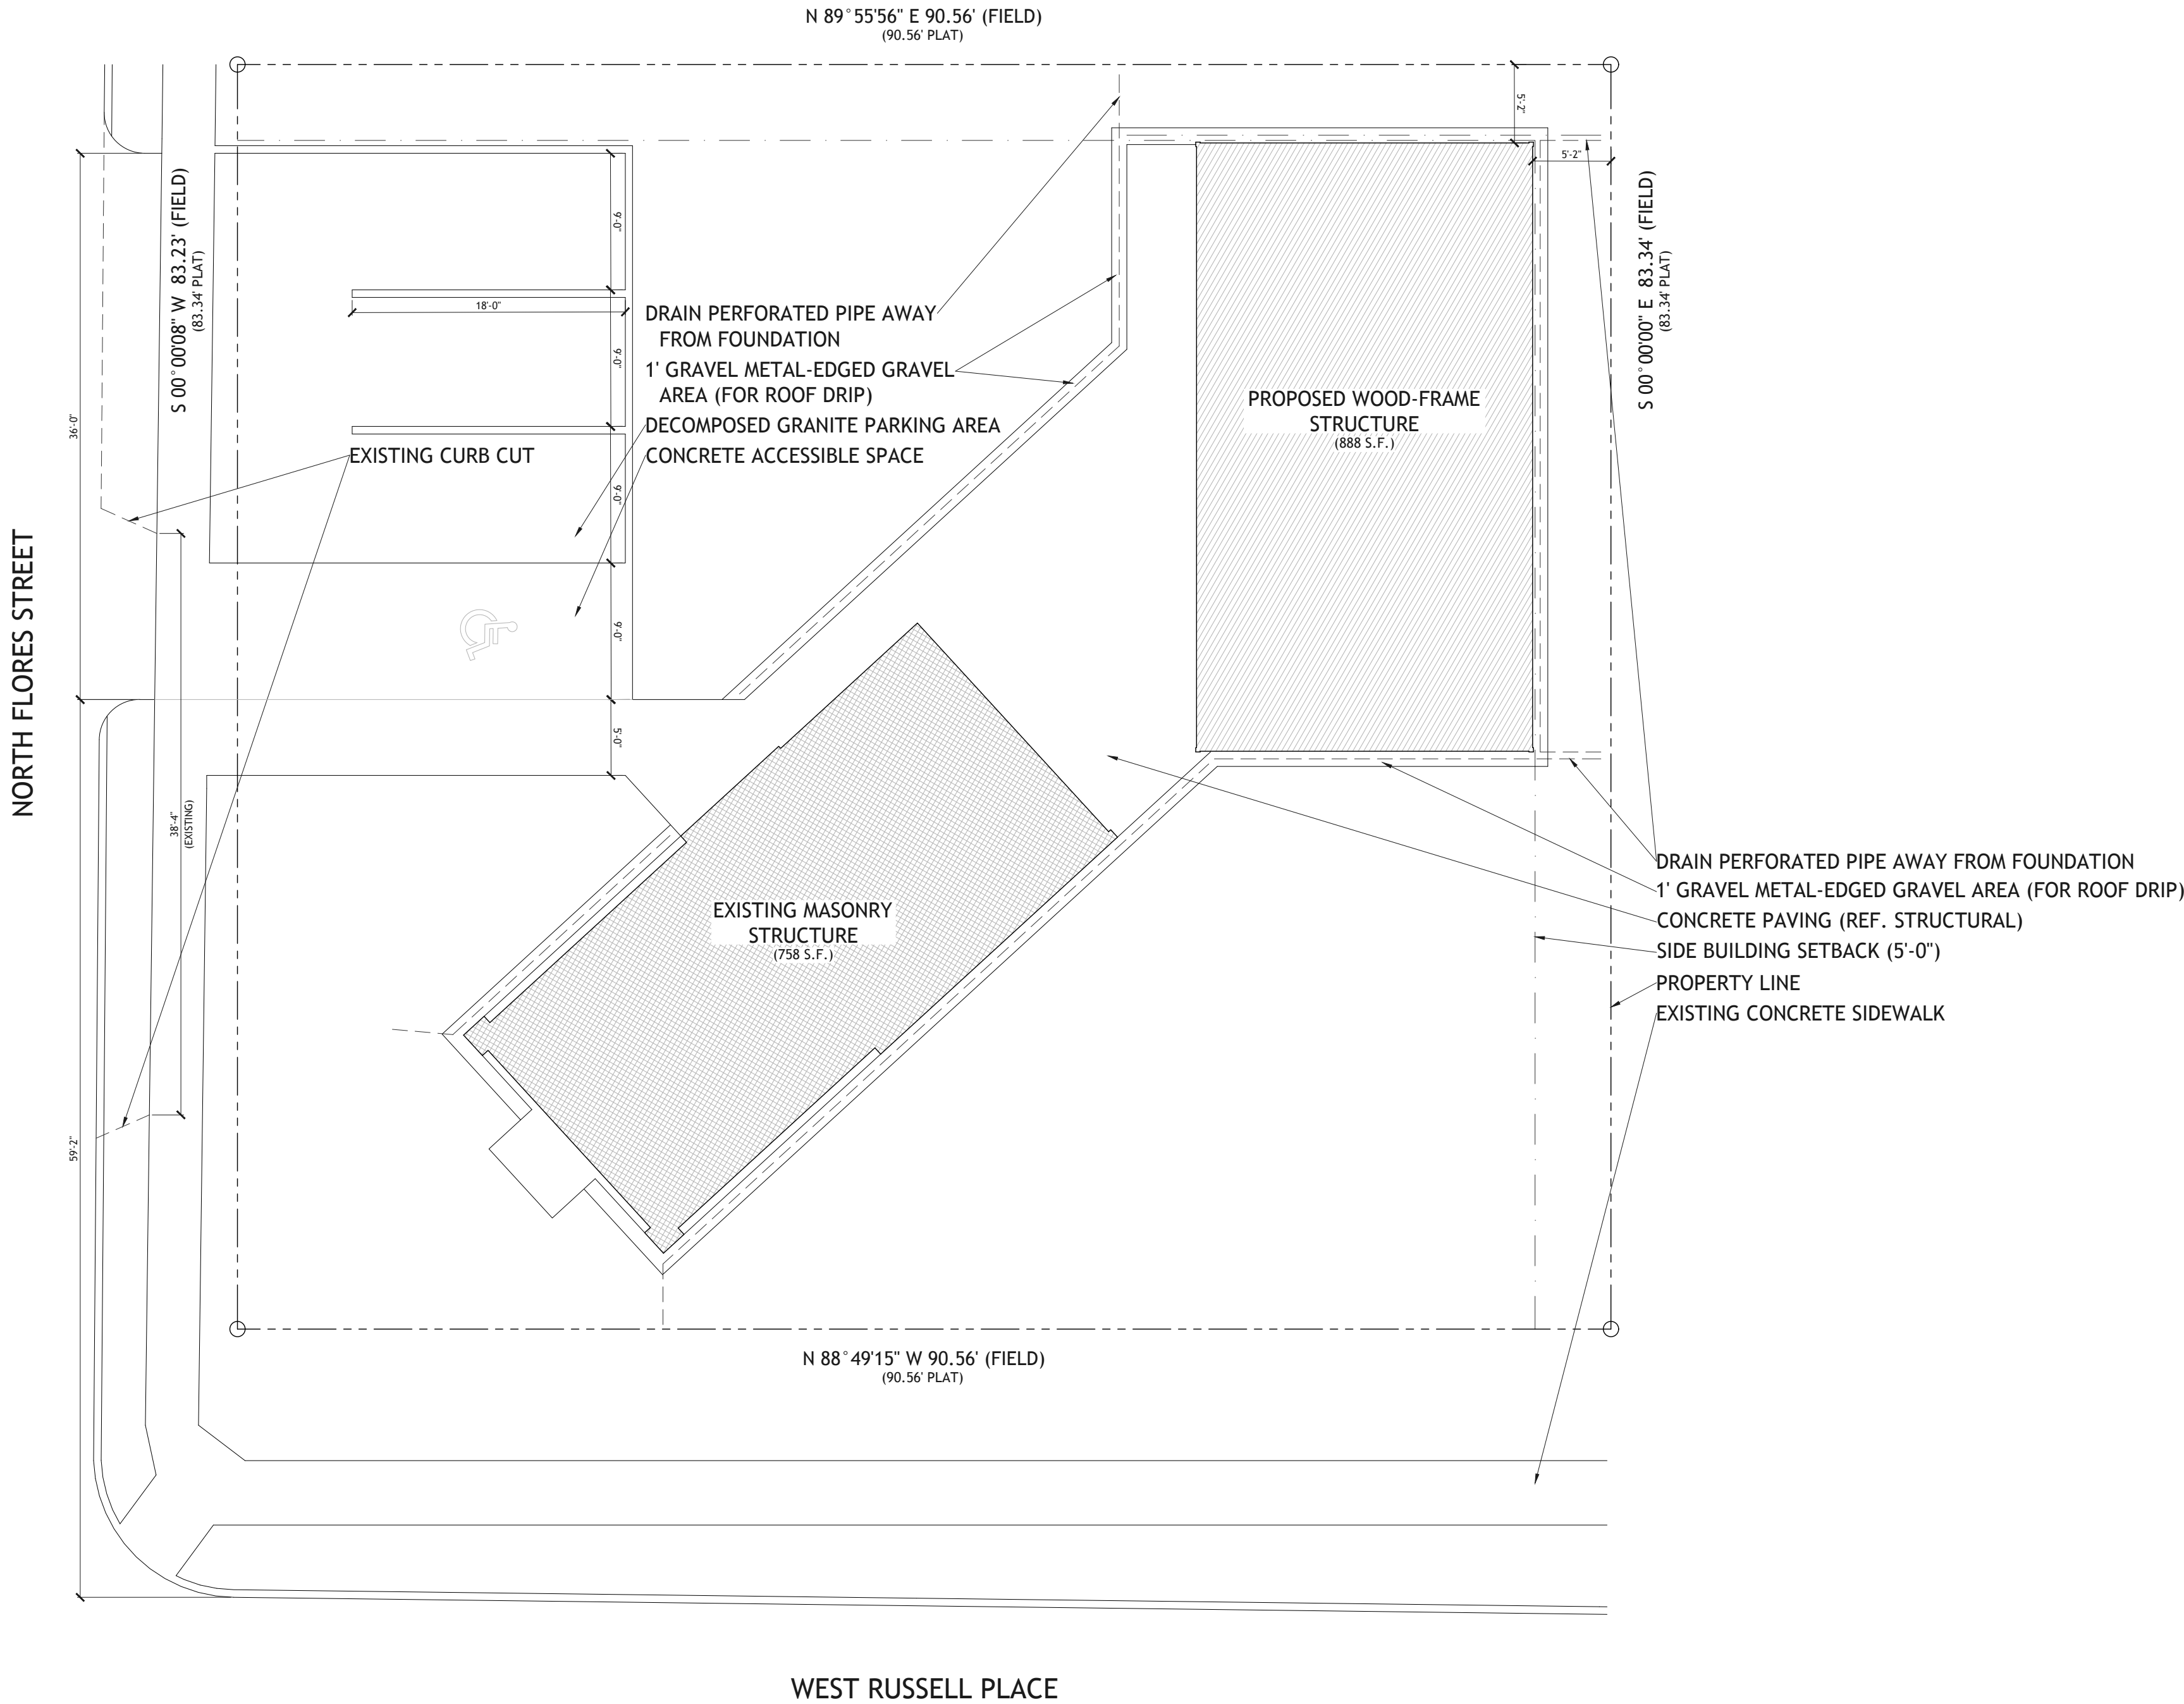 N 89°55'56" E 90.56' (FIELD)
(90.56' PLAT)
5'-2"
5'-2"
S 00°00'08" W 83.23' (FIELD)
(83.34' PLAT)
S 00°00'00" E 83.34' (FIELD)
(83.34' PLAT)
9'-0"
18'-0"
9'-0"
9'-0"
9'-0"
5'-0"
36'-0"
DRAIN PERFORATED PIPE AWAY
FROM FOUNDATION
1' GRAVEL METAL-EDGED GRAVEL
AREA (FOR ROOF DRIP)
DECOMPOSED GRANITE PARKING AREA
CONCRETE ACCESSIBLE SPACE
EXISTING CURB CUT
PROPOSED WOOD-FRAME
STRUCTURE
(888 S.F.)
NORTH FLORES STREET
38'-4"
(EXISTING)
59'-2"
EXISTING MASONRY
STRUCTURE
(758 S.F.)
DRAIN PERFORATED PIPE AWAY FROM FOUNDATION
1' GRAVEL METAL-EDGED GRAVEL AREA (FOR ROOF DRIP)
CONCRETE PAVING (REF. STRUCTURAL)
SIDE BUILDING SETBACK (5'-0")
PROPERTY LINE
EXISTING CONCRETE SIDEWALK
N 88°49'15" W 90.56' (FIELD)
(90.56' PLAT)
WEST RUSSELL PLACE